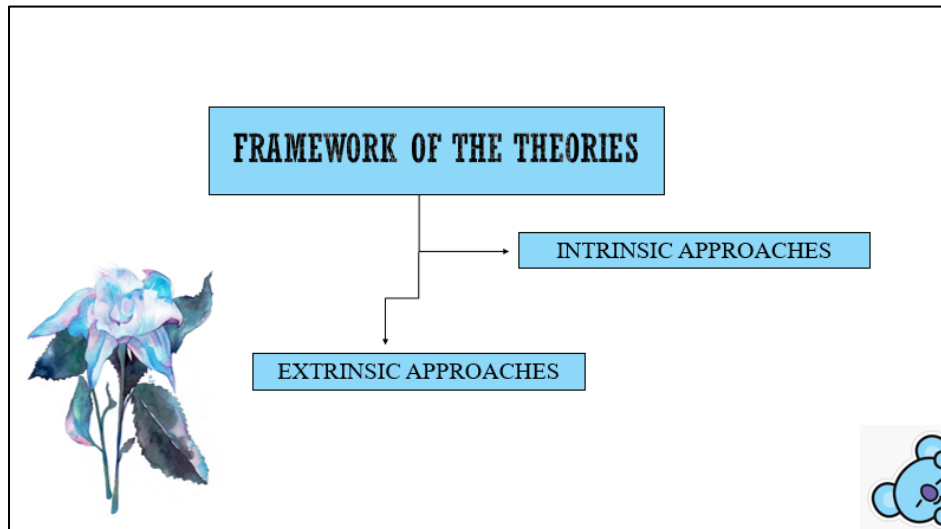 FRAMEWORK OF THE THEORIES
INTRINSIC APPROACHES
EXTRINSIC APPROACHES